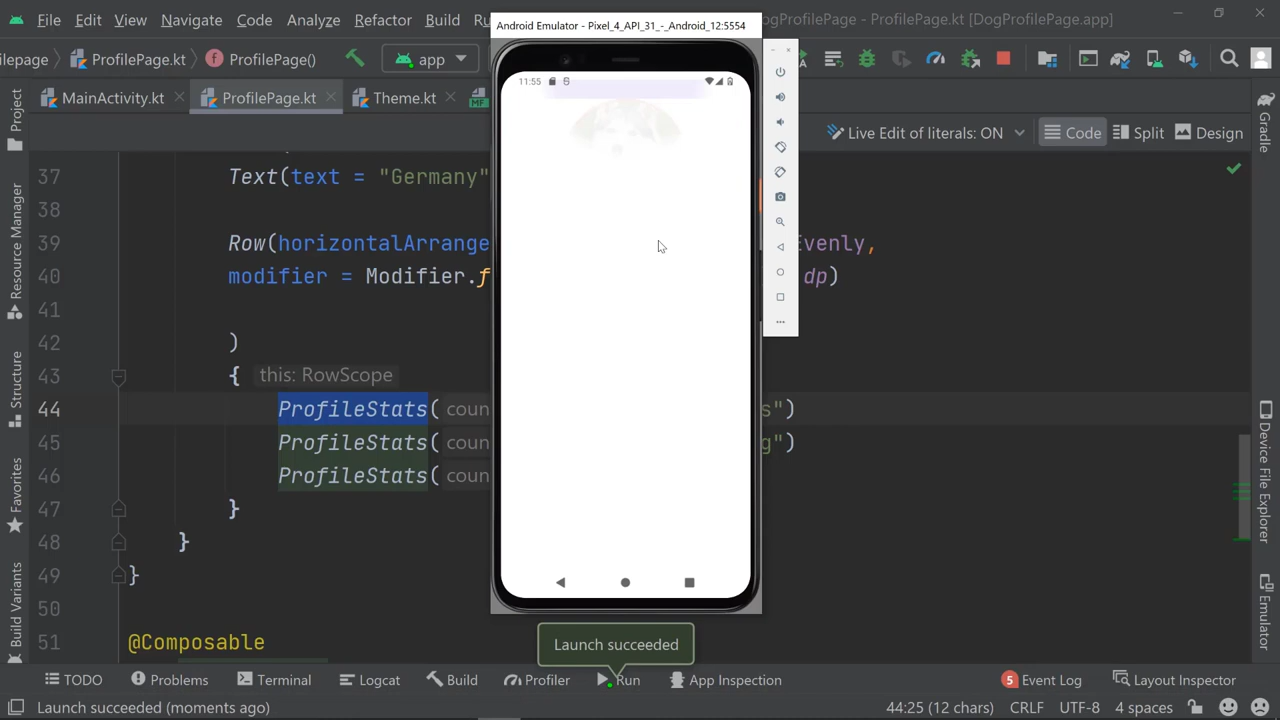 File Edit View Navigate Code Analyze Refactor Build
DogProfilePage - ProfilePage.kt [DogProfilePage.app]
Android Emulator - Pixel_4_API_31_-_Android_12:5554
ilepage ProfilePage.kt ProfilePage() app
MainActivity.kt ProfilePage.kt Theme.kt
Live Edit of literals: ON Code Split Design
11:55
37 Text(text = "Germany"
38
39 Row(horizontalArrange Evenly,
40 modifier = Modifier.f dp)
41
42 )
43 { this: RowScope
44 ProfileStats( coun s")
45 ProfileStats( coun g")
46 ProfileStats( coun
47 }
48 }
49 }
50
51 @Composable
Project
Resource Manager
Structure
Favorites
Build Variants
Gradle
Device File Explorer
Emulator
Launch succeeded
TODO Problems Terminal Logcat Build Profiler Run App Inspection 5 Event Log Layout Inspector
Launch succeeded (moments ago) 44:25 (12 chars) CRLF UTF-8 4 spaces